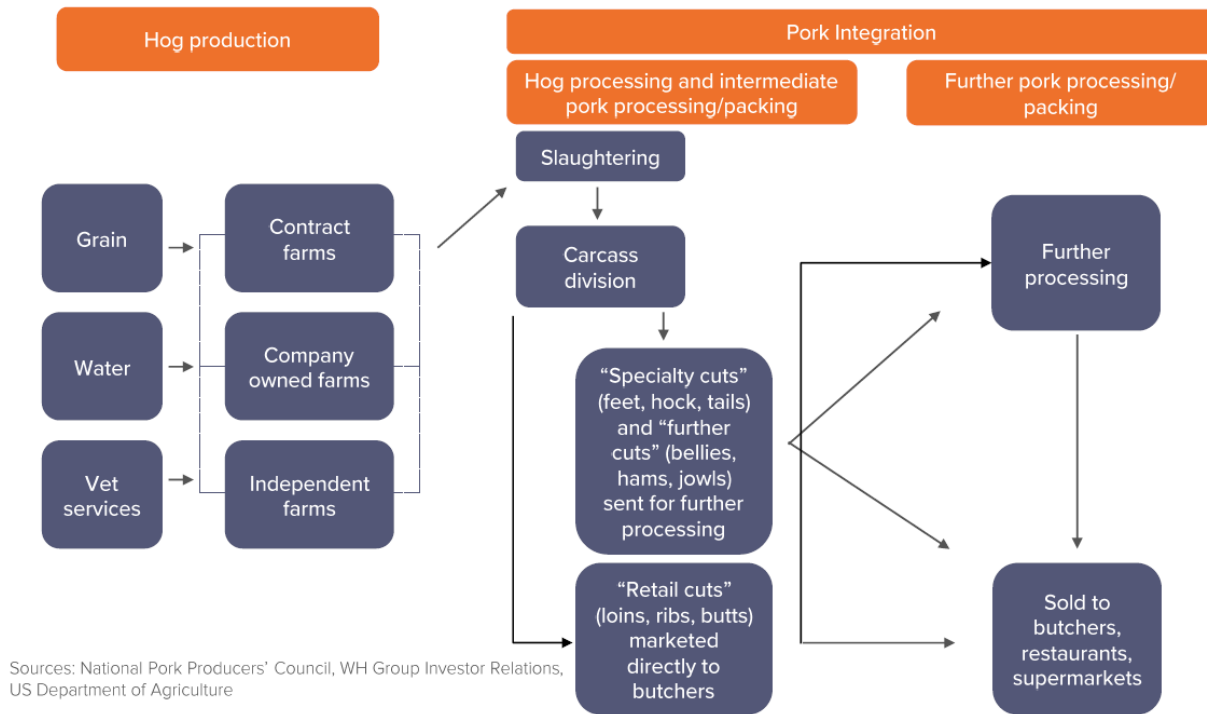 Hog production
Pork Integration
Hog processing and intermediate
pork processing/packing
Further pork processing/
packing
Slaughtering
Grain
Contract
farms
Carcass
division
Further
processing
Water
Company
owned farms
“Specialty cuts”
(feet, hock, tails)
and “further
cuts” (bellies,
hams, jowls)
sent for further
processing
Vet
services
Independent
farms
“Retail cuts”
(loins, ribs, butts)
marketed
directly to
butchers
Sold to
butchers,
restaurants,
supermarkets
Sources: National Pork Producers’ Council, WH Group Investor Relations,
US Department of Agriculture